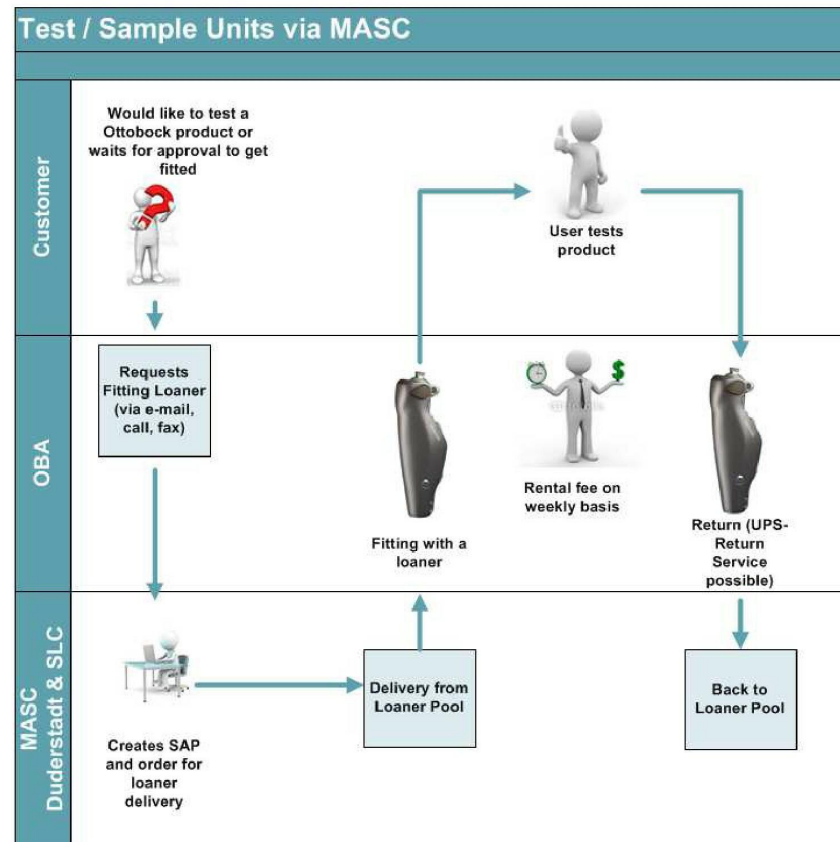 Test / Sample Units via MASC
Customer
Would like to test a
Ottobock product or
waits for approval to get
fitted
User tests
product
OBA
Requests
Fitting Loaner
(via e-mail,
call, fax)
Fitting with a
loaner
$
Rental fee on
weekly basis
Return (UPS-
Return
Service
possible)
MASC
Duderstadt & SLC
Creates SAP
and order for
loaner
delivery
Delivery from
Loaner Pool
Back to
Loaner Pool